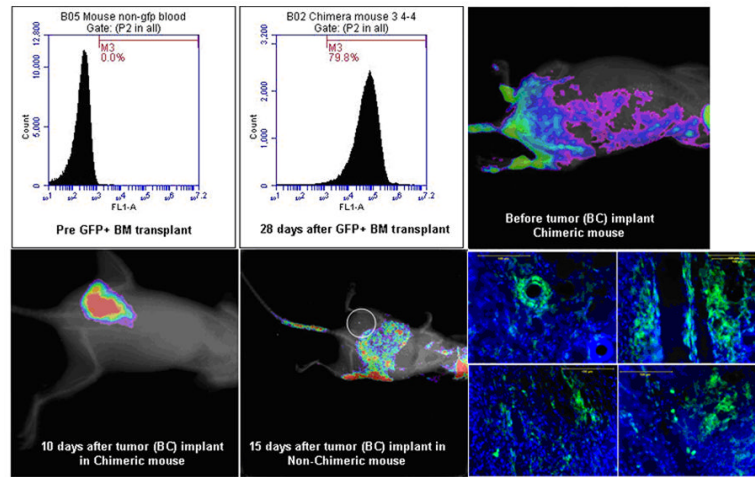 B05 Mouse non-gfp blood
Gate: (P2 in all)
M3
0.0%
12,800
10,000
5,000
0
Count
FL1-A
Pre GFP+ BM transplant
B02 Chimera mouse 3 4-4
Gate: (P2 in all)
M3
79.8%
3,200
2,000
1,000
0
Count
FL1-A
28 days after GFP+ BM transplant
Before tumor (BC) implant
Chimeric mouse
10 days after tumor (BC) implant
in Chimeric mouse
15 days after tumor (BC) implant in
Non-Chimeric mouse